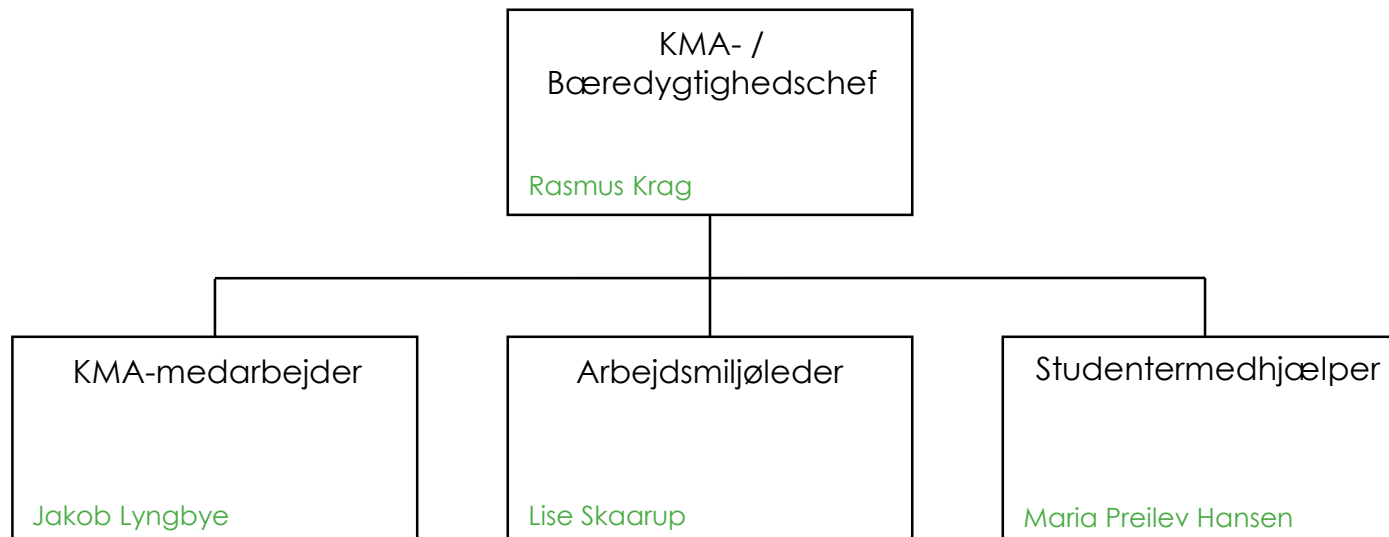 KMA- /
Bæredygtighedschef
Rasmus Krag
KMA-medarbejder
Jakob Lyngbye
Arbejdsmiljøleder
Lise Skaarup
Studentermedhjælper
Maria Preilev Hansen